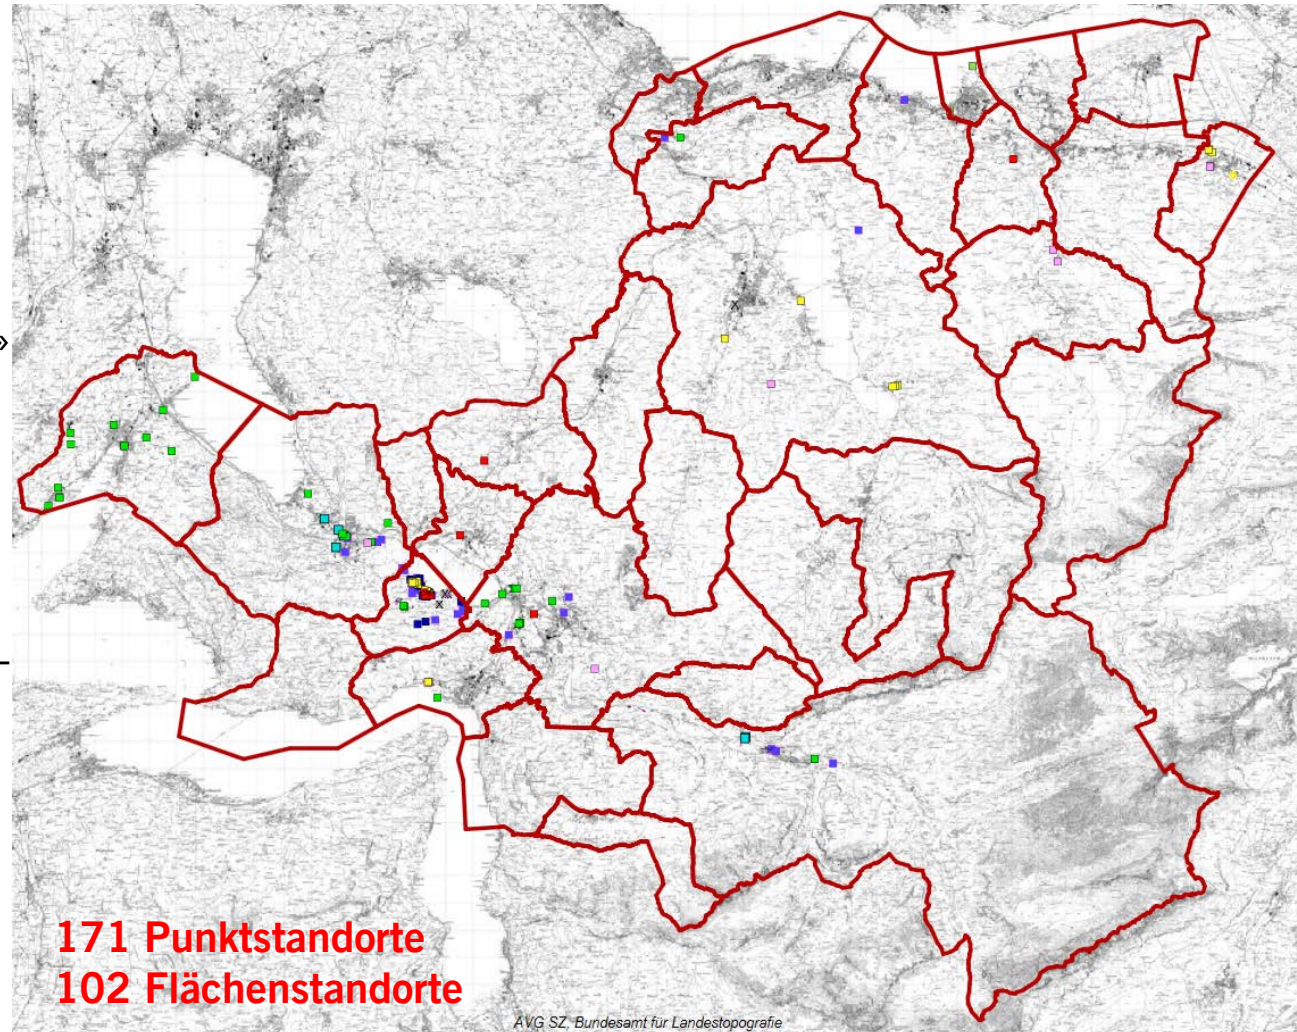 »
171 Punktstandorte
102 Flächenstandorte
AVG SZ, Bundesamt für Landestopografie